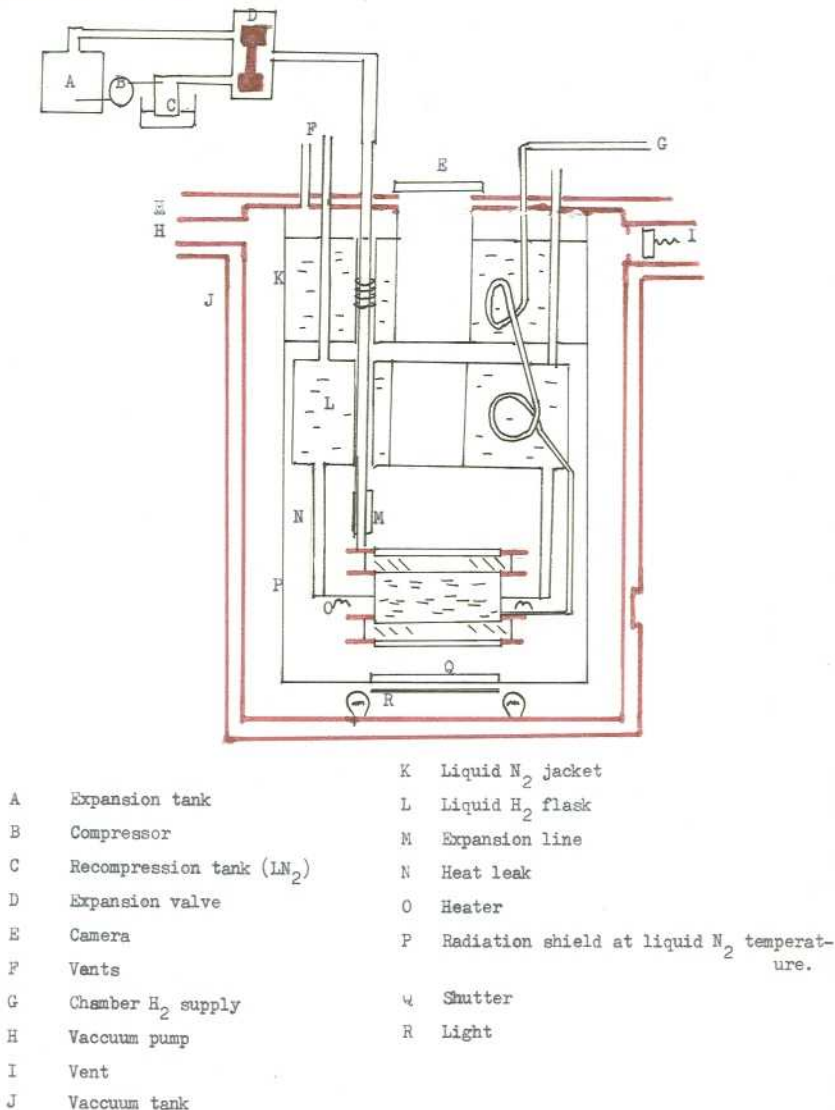 D
A
B
C
F
E
G
H
I
K
J
L
N
M
P
O
Q
R
A Expansion tank
B Compressor
C Recompression tank (LN2)
D Expansion valve
E Camera
F Vents
G Chamber H2 supply
H Vaccuum pump
I Vent
J Vaccuum tank
K Liquid N2 jacket
L Liquid H2 flask
M Expansion line
N Heat leak
O Heater
P Radiation shield at liquid N2 temperat-
ure.
Q Shutter
R Light